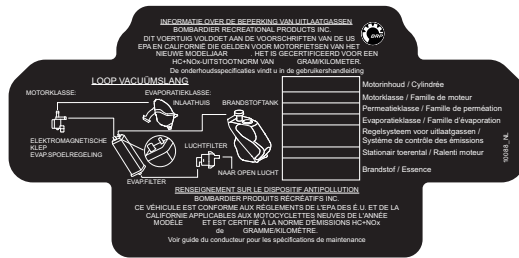 INFORMATIE OVER DE BEPERKING VAN UITLAATGASSEN
BOMBARDIER RECREATIONAL PRODUCTS INC.
DIT VOERTUIG VOLDOET AAN DE VOORSCHRIFTEN VAN DE US
EPA EN CALIFORNIË DIE GELDEN VOOR MOTORFIETSEN VAN HET
NIEUWE MODELJAAR . HET IS GECERTIFICEERD VOOR EEN
HC+NOx-UITSTOOTNORM VAN GRAM/KILOMETER.
De onderhoudsspecificaties vindt u in de gebruikershandleiding
brp
LOOP VACUÜMSLANG
MOTORKLASSE:
EVAPORATIEKLASSE:
INLAATHUIS
BRANDSTOFTANK
ELEKTROMAGNETISCHE
KLEP
EVAP.SPOELREGELING
LUCHTFILTER
NAAR OPEN LUCHT
EVAP.FILTER
Motorinhoud / Cylindrée
Motorklasse / Famille de moteur
Permeatieklasse / Famille de perméation
Evaporatieklasse / Famille d'évaporation
Regelsysteem voor uitlaatgassen /
Système de contrôle des émissions
Stationair toerental / Ralenti moteur
Brandstof / Essence
10088_NL
RENSEIGNEMENT SUR LE DISPOSITIF ANTIPOLLUTION
BOMBARDIER PRODUITS RÉCRÉATIFS INC.
CE VÉHICULE EST CONFORME AUX RÈGLEMENTS DE L'EPA DES É.U. ET DE LA
CALIFORNIE APPLICABLES AUX MOTOCYCLETTES NEUVES DE L'ANNÉE
MODÈLE ET EST CERTIFIÉ À LA NORME D'ÉMISSIONS HC+NOx
de GRAMME/KILOMÈTRE.
Voir guide du conducteur pour les spécifications de maintenance